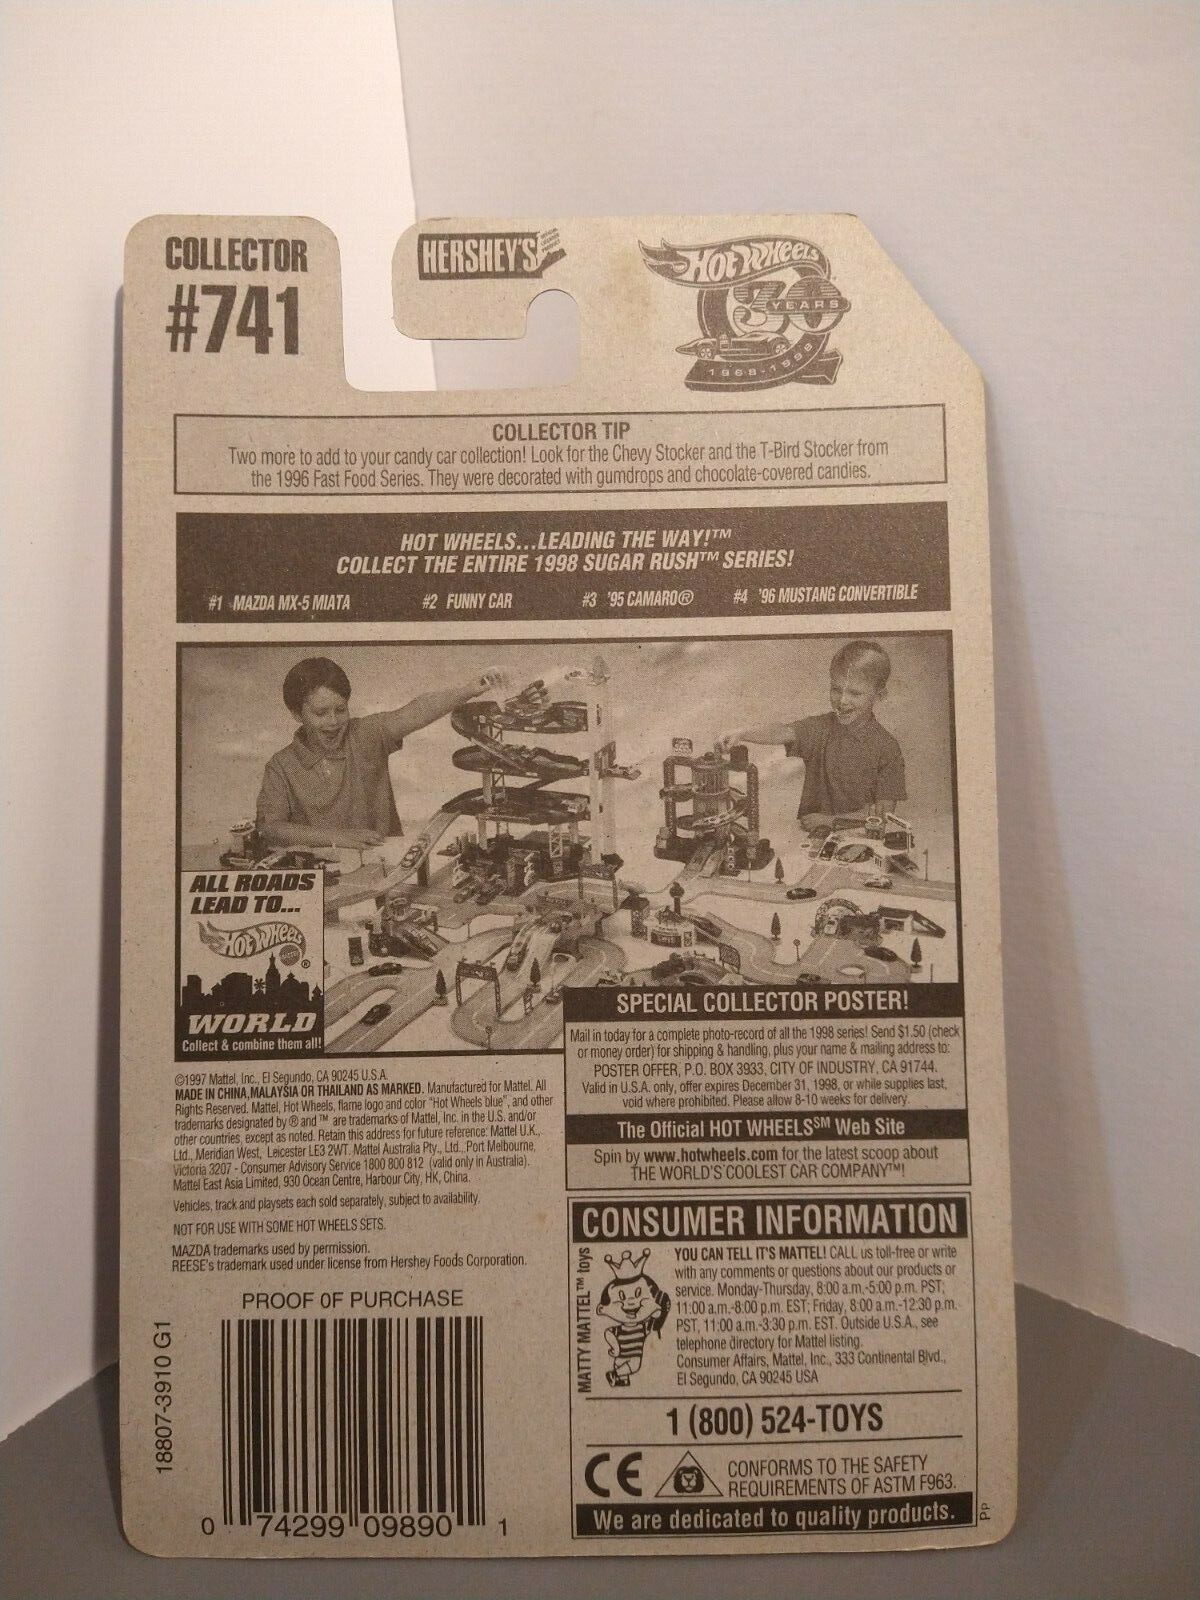 COLLECTOR
#741
HERSHEY'S
HOT WHEELS
30
YEARS
1968-1998
COLLECTOR TIP
Two more to add to your candy car collection! Look for the Chevy Stocker and the T-Bird Stocker from
the 1996 Fast Food Series. They were decorated with gumdrops and chocolate-covered candies.
HOT WHEELS...LEADING THE WAY!™
COLLECT THE ENTIRE 1998 SUGAR RUSH™ SERIES!
#1 MAZDA MX-5 MIATA #2 FUNNY CAR #3 '95 CAMARO® #4 '96 MUSTANG CONVERTIBLE
ALL ROADS
LEAD TO...
HOT WHEELS
®
WORLD
Collect & combine them all!
SPECIAL COLLECTOR POSTER!
Mail in today for a complete photo-record of all the 1998 series! Send $1.50 (check
or money order) for shipping & handling, plus your name & mailing address to:
POSTER OFFER, P.O. BOX 3933, CITY OF INDUSTRY, CA 91744.
Valid in U.S.A. only, offer expires December 31, 1998, or while supplies last,
void where prohibited. Please allow 8-10 weeks for delivery.
The Official HOT WHEELS℠ Web Site
Spin by www.hotwheels.com for the latest scoop about
THE WORLD'S COOLEST CAR COMPANY™!
©1997 Mattel, Inc., El Segundo, CA 90245 U.S.A.
MADE IN CHINA,MALAYSIA OR THAILAND AS MARKED. Manufactured for Mattel. All
Rights Reserved. Mattel, Hot Wheels, flame logo and color "Hot Wheels blue", and other
trademarks designated by ® and ™ are trademarks of Mattel, Inc. in the U.S. and/or
other countries, except as noted. Retain this address for future reference: Mattel U.K.,
Ltd., Meridian West, Leicester LE3 2WT. Mattel Australia Pty., Ltd., Port Melbourne,
Victoria 3207 - Consumer Advisory Service 1800 800 812 (valid only in Australia).
Mattel East Asia Limited, 930 Ocean Centre, Harbour City, HK, China.
Vehicles, track and playsets each sold separately, subject to availability.
NOT FOR USE WITH SOME HOT WHEELS SETS.
MAZDA trademarks used by permission.
REESE's trademark used under license from Hershey Foods Corporation.
PROOF OF PURCHASE
18807-3910 G1
0 74299 09890 1
CONSUMER INFORMATION
MATTY MATTEL™ toys
YOU CAN TELL IT'S MATTEL! CALL us toll-free or write
with any comments or questions about our products or
service. Monday-Thursday, 8:00 a.m.-5:00 p.m. PST;
11:00 a.m.-8:00 p.m. EST; Friday, 8:00 a.m.-12:30 p.m.
PST, 11:00 a.m.-3:30 p.m. EST. Outside U.S.A., see
telephone directory for Mattel listing.
Consumer Affairs, Mattel, Inc., 333 Continental Blvd.,
El Segundo, CA 90245 USA
1 (800) 524-TOYS
CE
CONFORMS TO THE SAFETY
REQUIREMENTS OF ASTM F963.
We are dedicated to quality products.
PP